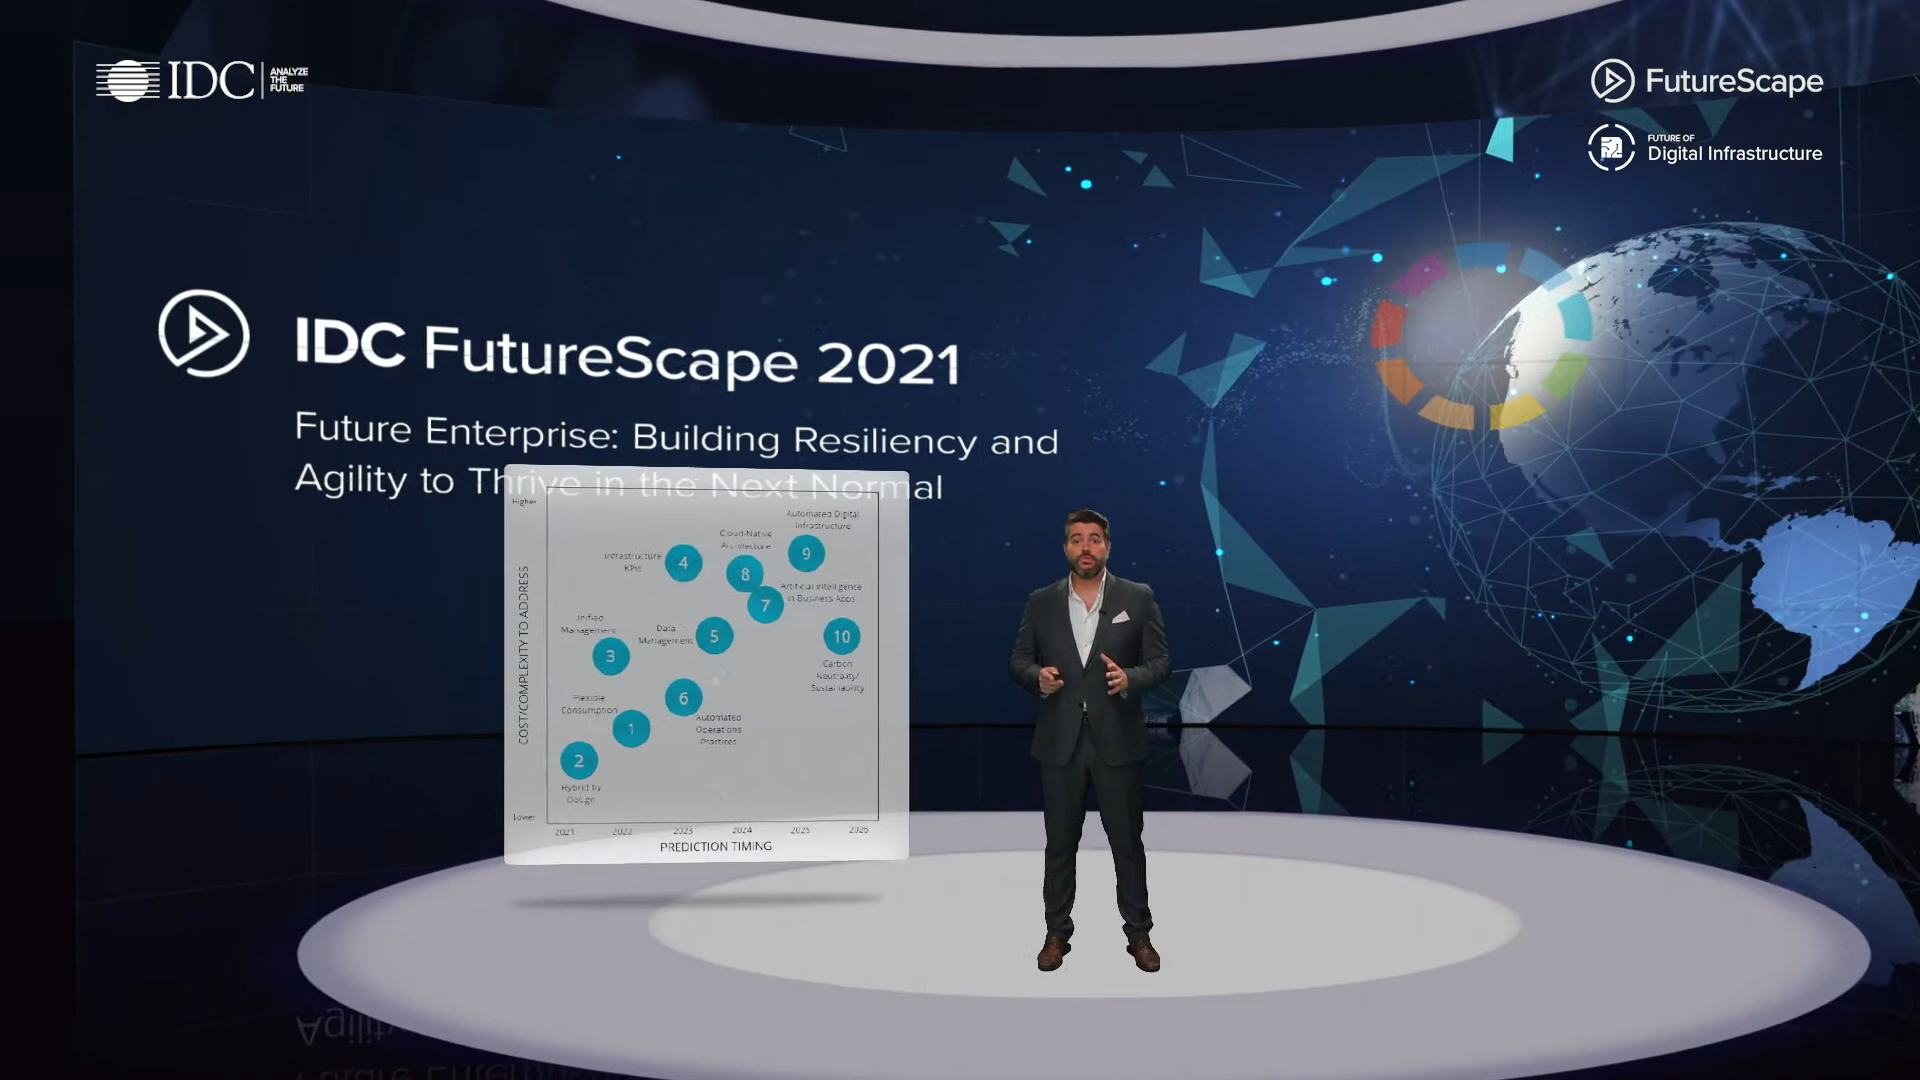 IDC
ANALYZE
THE
FUTURE
FutureScape
FUTURE OF
Digital Infrastructure
IDC FutureScape 2021
Future Enterprise: Building Resiliency and
Agility to Thrive in the Next Normal
Higher
COST/COMPLEXITY TO ADDRESS
Lower
Automated Digital
Infrastructure
9
Cloud-Native
Architecture
8
Infrastructure
KPIs
4
Artificial Intelligence
in Business Apps
7
Unified
Management
3
Data
Management
5
10
Carbon
Neutrality/
Sustainability
Flexible
Consumption
1
6
Automated
Operations
Practices
2
Hybrid by
Design
2021 2022 2023 2024 2025 2026
PREDICTION TIMING
Agility
Future Enter